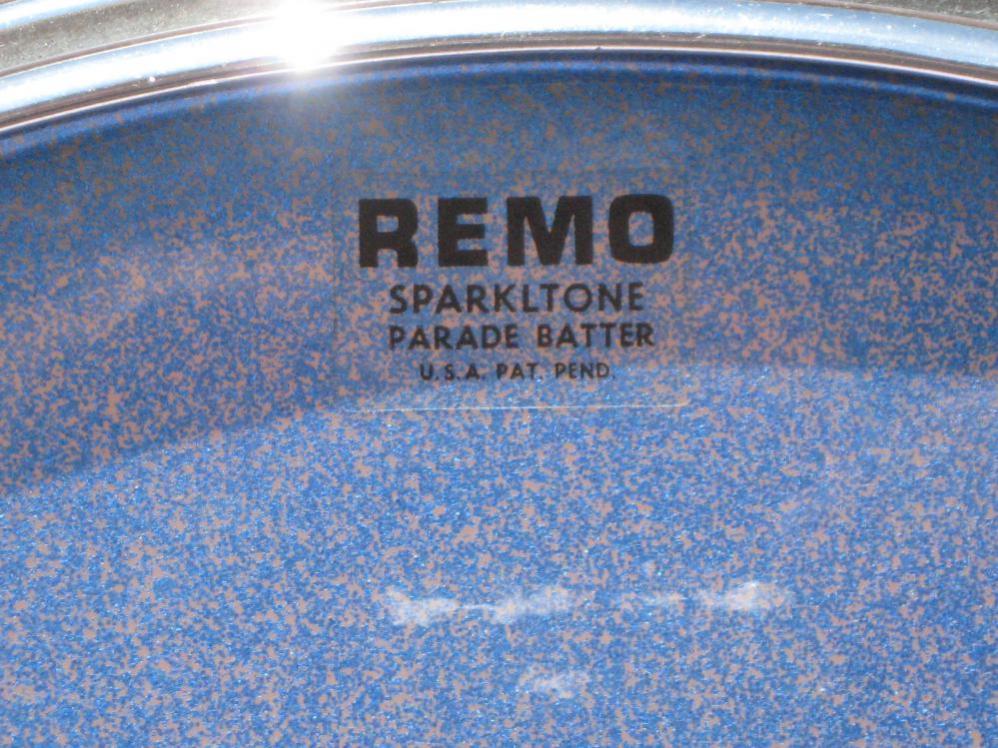 REMO
SPARKLTONE
PARADE BATTER
U.S.A. PAT. PEND.